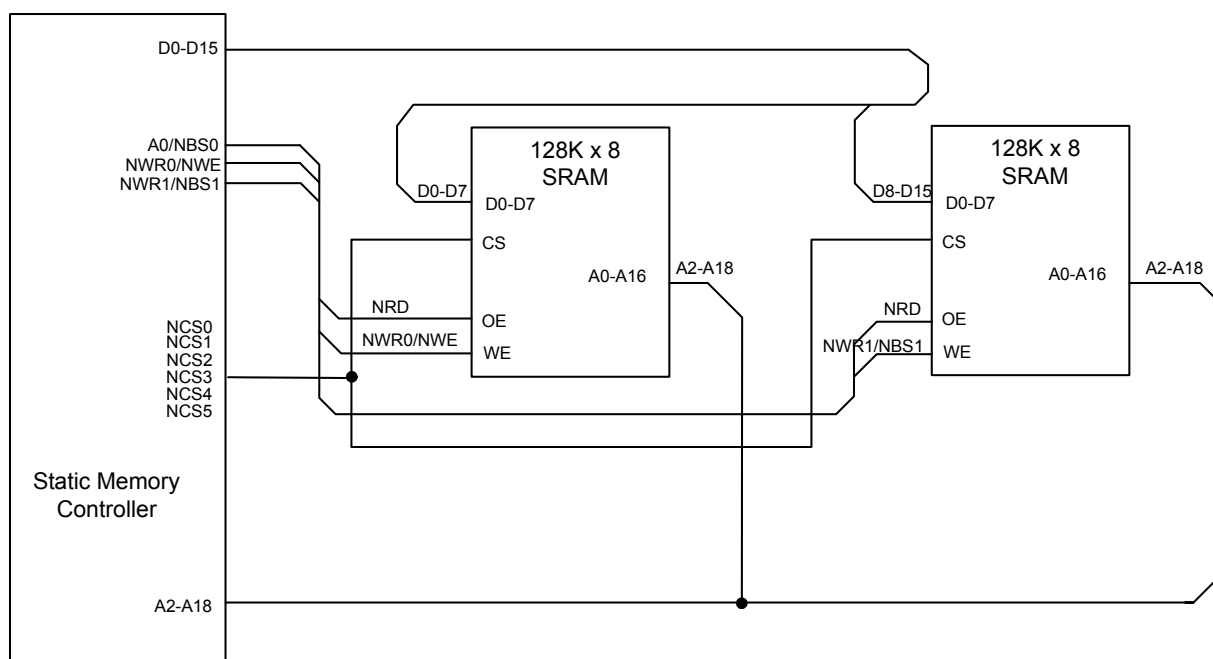 D0-D15
A0/NBS0
NWR0/NWE
NWR1/NBS1
NCS0
NCS1
NCS2
NCS3
NCS4
NCS5
Static Memory
Controller
A2-A18
128K x 8
SRAM
D0-D7
D0-D7
CS
A0-A16
A2-A18
NRD
OE
NWR0/NWE
WE
128K x 8
SRAM
D8-D15
D0-D7
CS
A0-A16
A2-A18
NRD
OE
NWR1/NBS1
WE